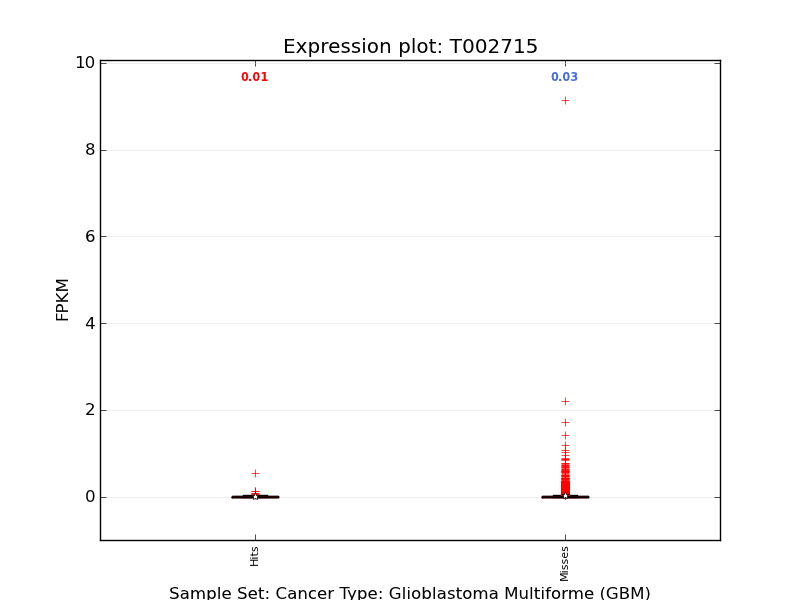 Expression plot: T002715
10
8
6
4
2
0
FPKM
0.01
0.03
Hits
Misses
Sample Set: Cancer Type: Glioblastoma Multiforme (GBM)